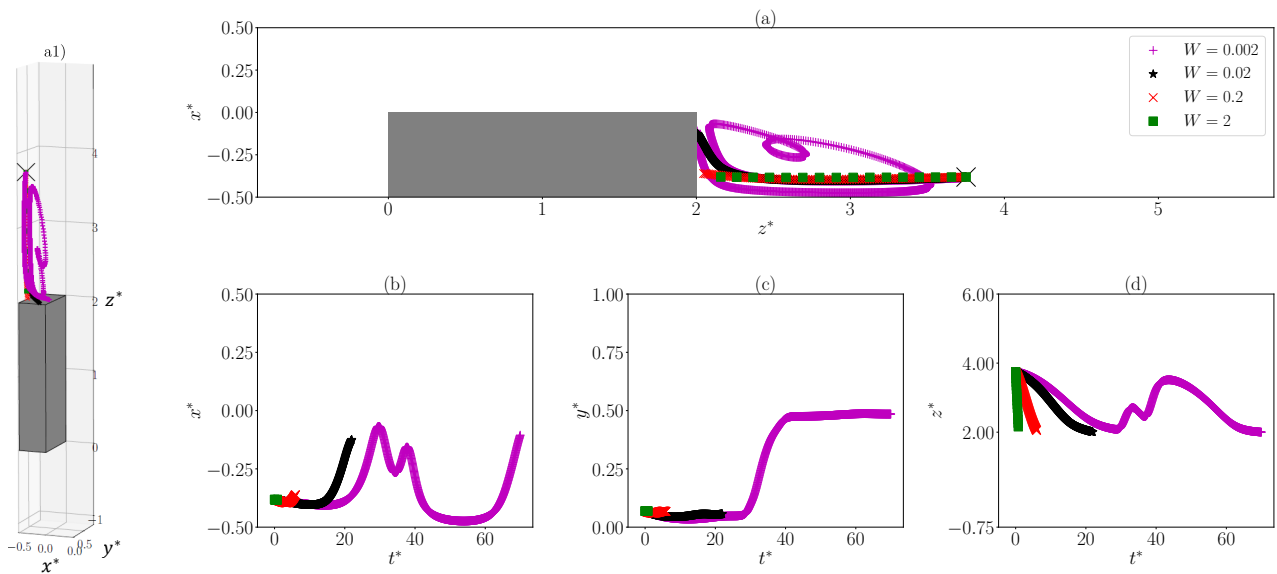 a1)
4
3
2
1
0
−1
z*
−0.5 0.0 0.5
0.0
x*
y*
(a)
0.50
0.25
0.00
−0.25
−0.50
x*
0 1 2 3 4 5
z*
W = 0.002
W = 0.02
W = 0.2
W = 2
(b)
0.50
0.25
0.00
−0.25
−0.50
x*
0 20 40 60
t*
(c)
1.00
0.75
0.50
0.25
0.00
y*
0 20 40 60
t*
(d)
6.00
4.00
2.00
−0.75
z*
0 20 40 60
t*